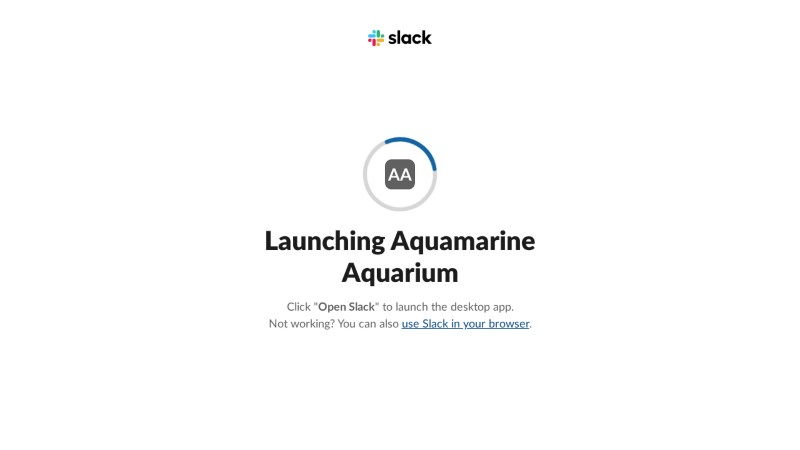 slack
AA
Launching Aquamarine
Aquarium
Click "Open Slack" to launch the desktop app.
Not working? You can also use Slack in your browser.